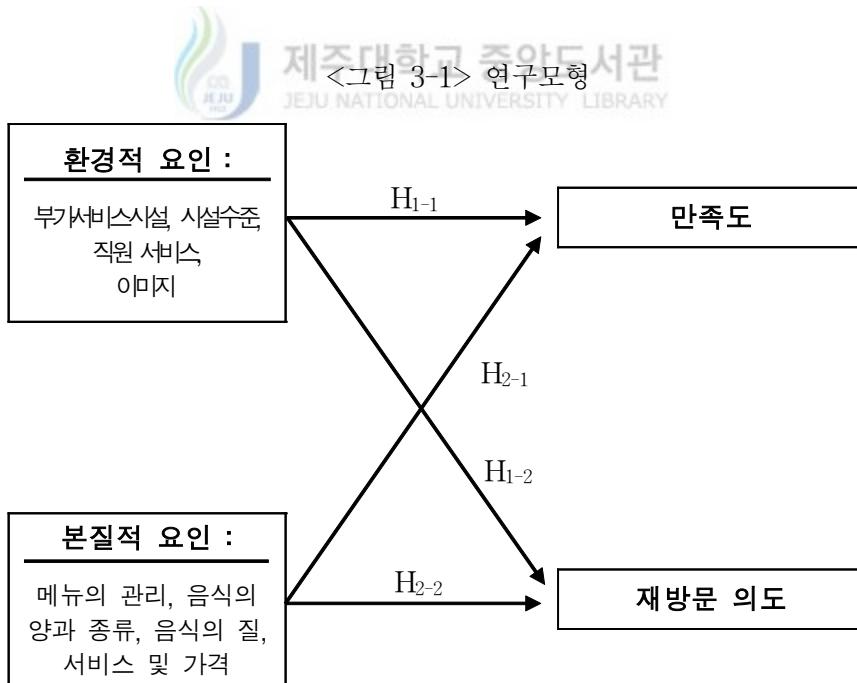 제주대학교 중앙도서관
<그림 3-1> 연구모형
JEJU NATIONAL UNIVERSITY LIBRARY
JEJU
1952
환경적 요인 :
부가서비스시설, 시설수준,
직원 서비스,
이미지
H1-1
만족도
H2-1
H1-2
본질적 요인 :
메뉴의 관리, 음식의
양과 종류, 음식의 질,
서비스 및 가격
H2-2
재방문 의도